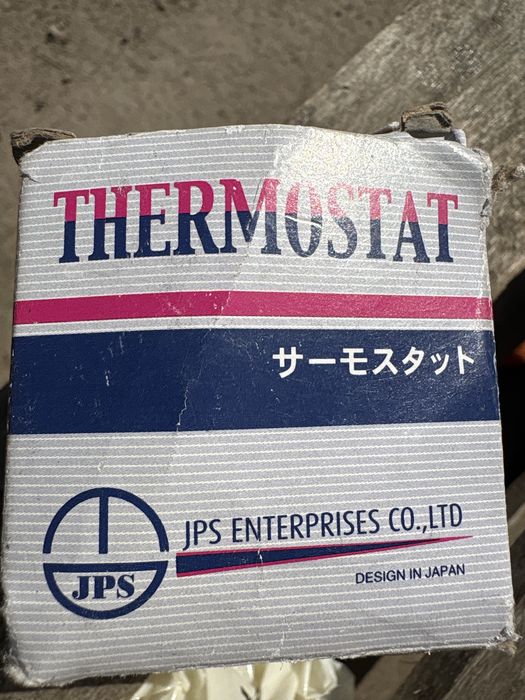 THERMOSTAT
サーモスタット
JPS ENTERPRISES CO.,LTD
JPS
DESIGN IN JAPAN